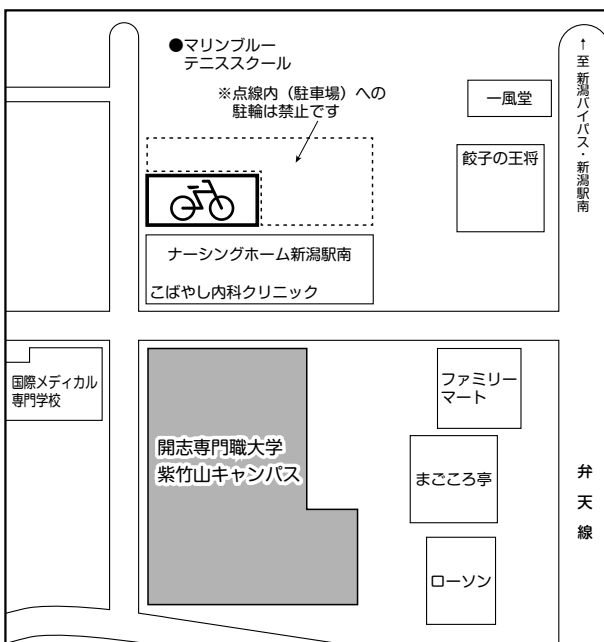 ●マリンブルー
テニススクール
※点線内（駐車場）への
駐輪は禁止です
一風堂
餃子の王将
↑至 新潟バイパス・新潟駅南
ナーシングホーム新潟駅南
こばやし内科クリニック
国際メディカル
専門学校
ファミリー
マート
開志専門職大学
紫竹山キャンパス
まごころ亭
弁天線
ローソン